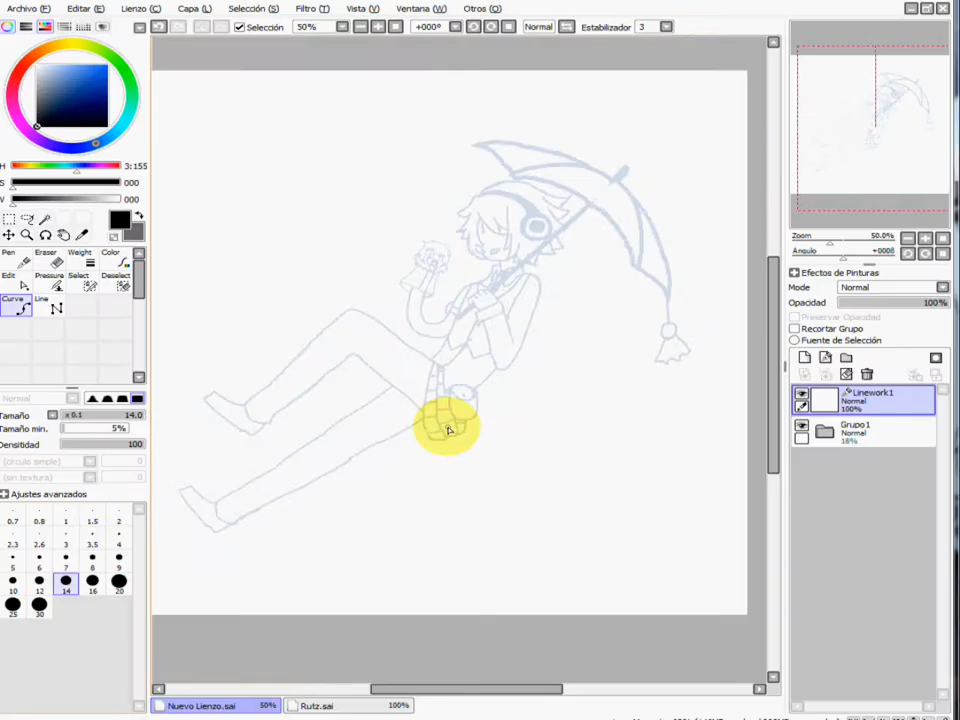 Archivo (F) Editar (E) Lienzo (C) Capa (L) Selección (S) Filtro (T) Vista (V) Ventana (W) Otros (O)
Selección 50% +000º Normal Estabilizador 3
H 3:155
S 000
V 000
Pen Eraser Weight Color
Edit Pressure Select Deselect
Curve Line
Normal
Tamaño x 0.1 14.0
Tamaño min. 5%
Densitidad 100
(círculo simple) 0
(sin textura) 0
Ajustes avanzados
0.7 0.8 1 1.5 2
2.3 2.6 3 3.5 4
5 6 7 8 9
10 12 14 16 20
25 30
Zoom 50.0%
Ángulo
Efectos de Pinturas
Mode Normal
Opacidad 100%
Preservar Opacidad
Recortar Grupo
Fuente de Selección
Linework1
Normal
100%
Grupo1
Normal
18%
Nuevo Lienzo.sai 50% Rutz.sai 100%